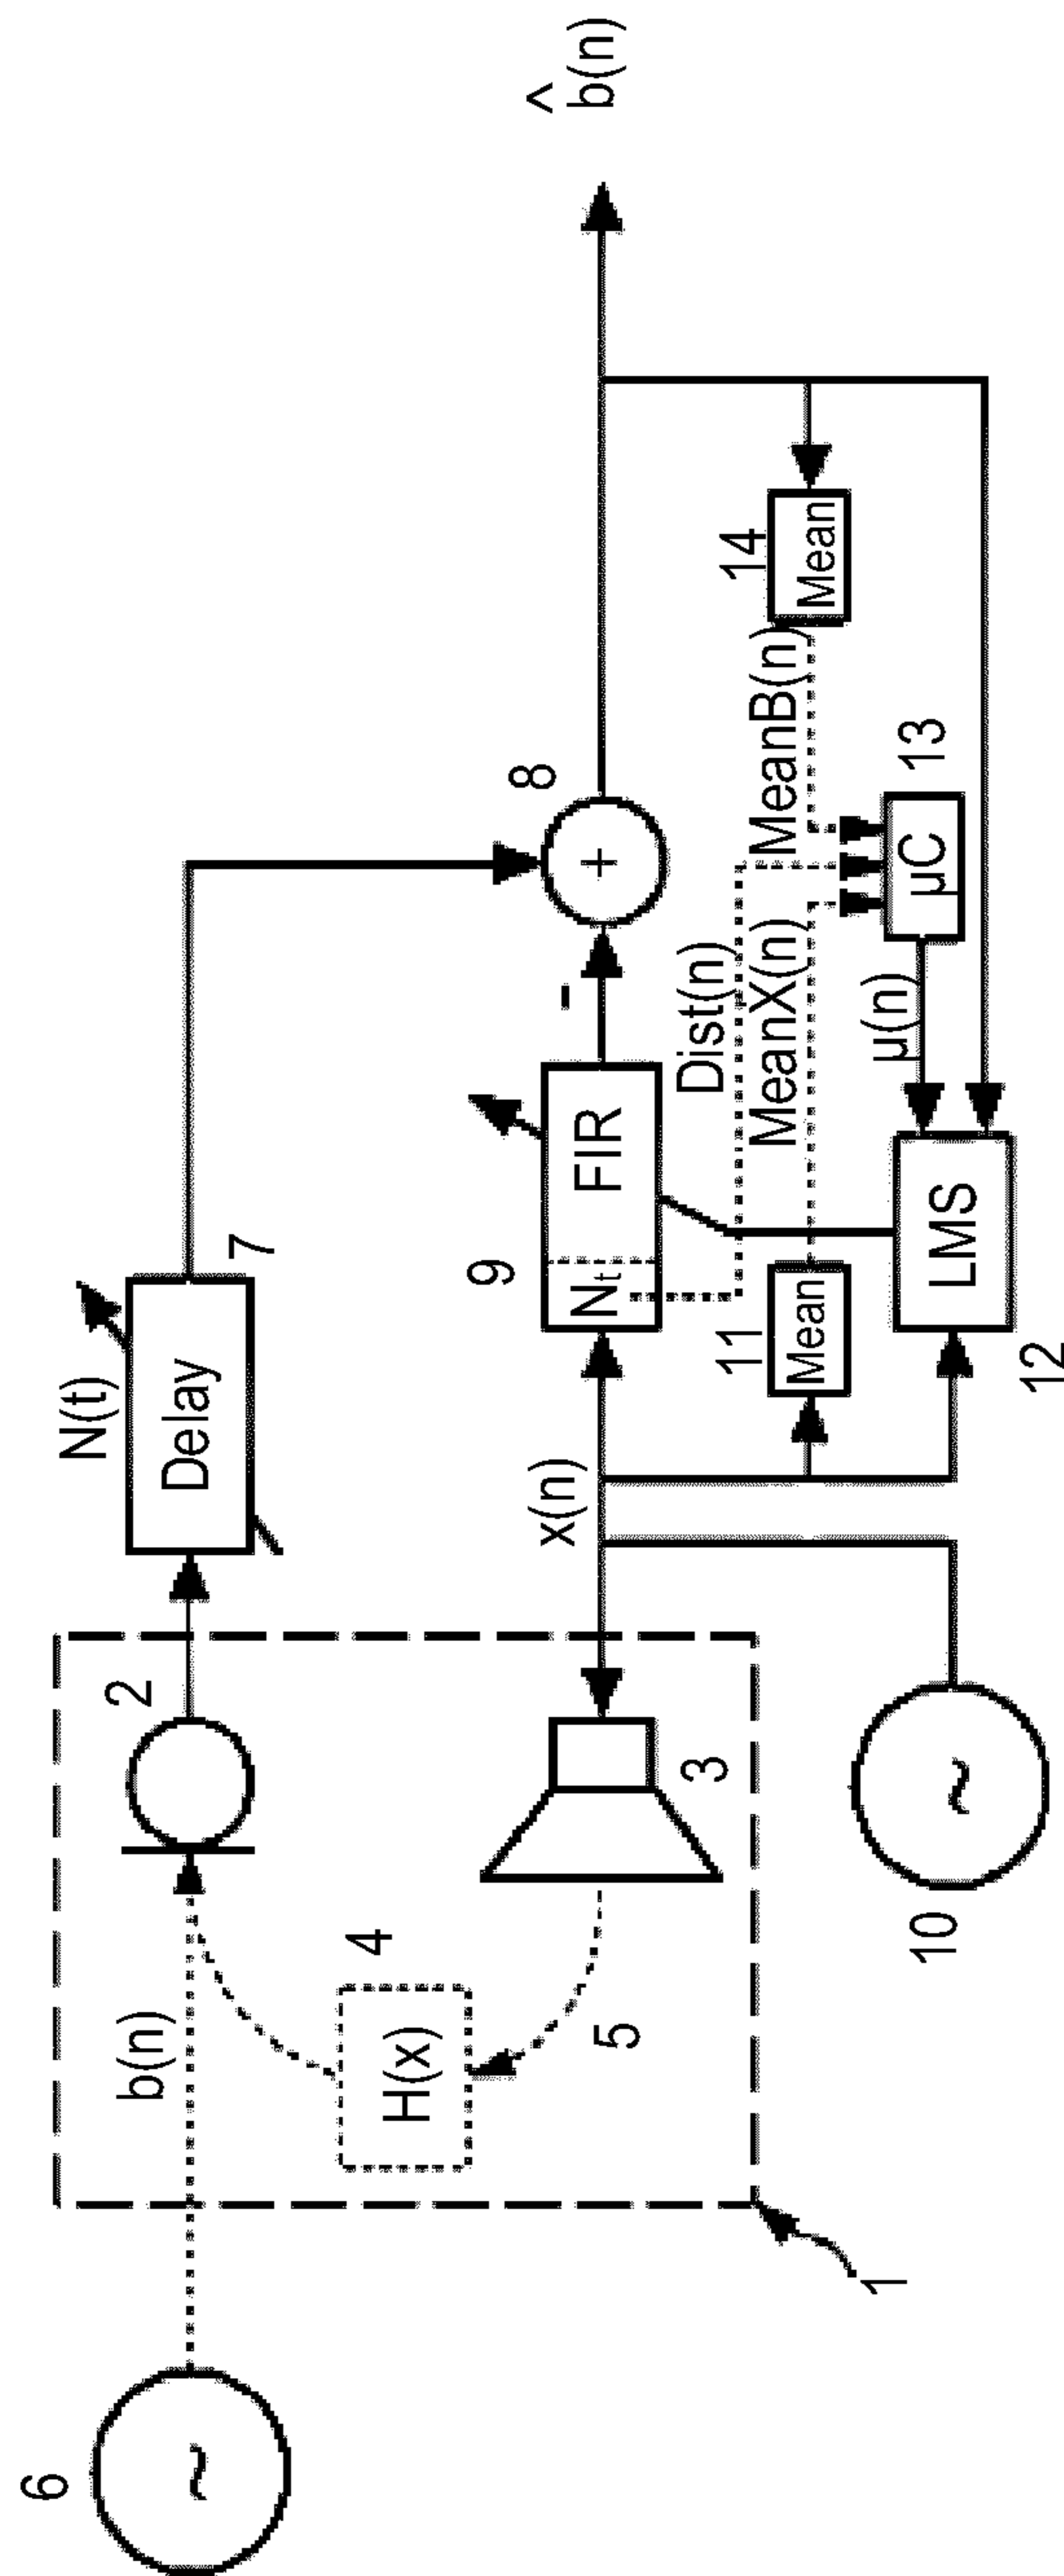 6
b(n)
2
N(t)
Delay
7
8
^
b(n)
H(x)
4
5
3
x(n)
9
Nt
FIR
-
+
Dist(n)
MeanX(n)
MeanB(n)
11
Mean
14
Mean
μ(n)
μC
13
LMS
12
10
1
~
~